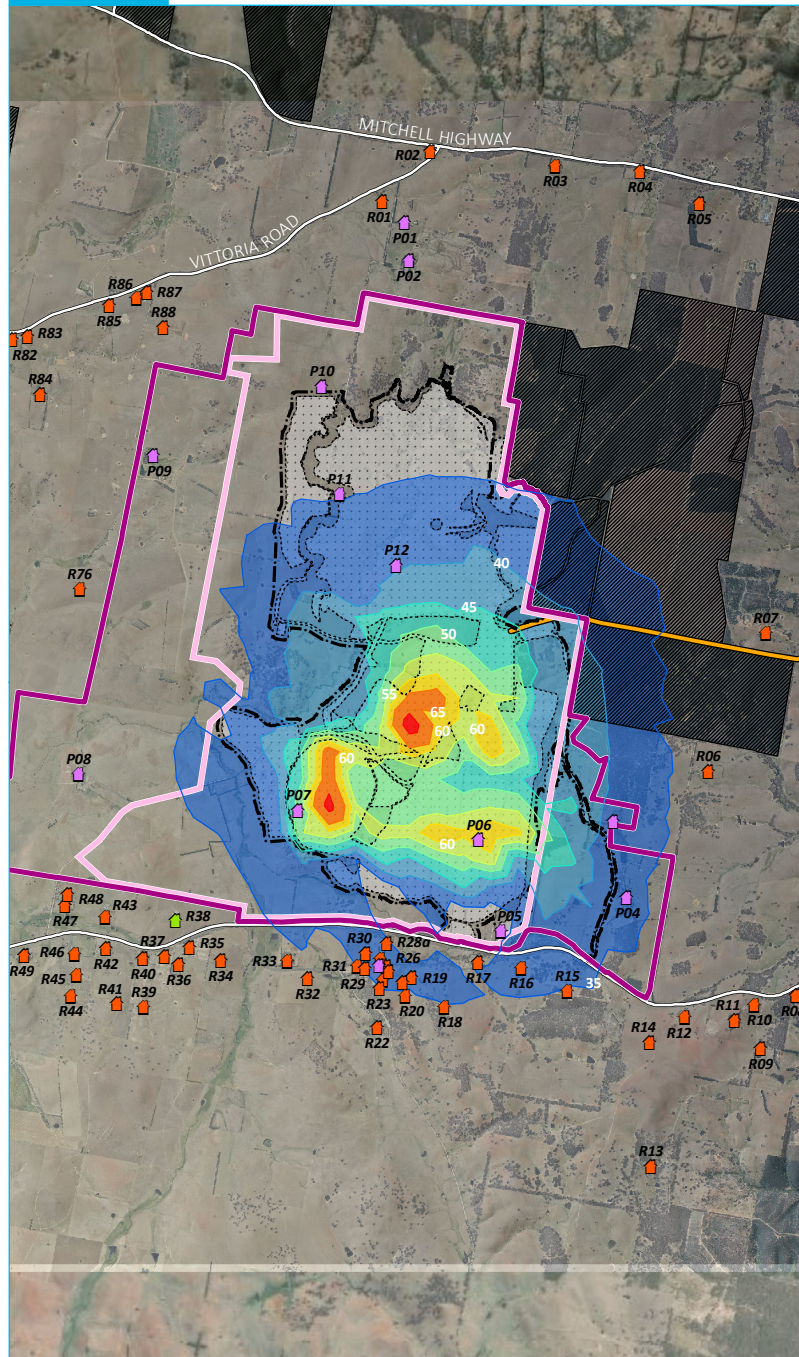 MITCHELL HIGHWAY
R02
R03
R04
R01
R05
P01
P02
VITTORIA ROAD
R86
R87
R85
R88
R83
R82
R84
P10
P09
P11
P12
40
R76
45
50
R07
55
65
60
60
60
P08
R06
P07
P06
60
P04
P05
R48
R47
R43
R38
R49
R46
R42
R37
R40
R36
R35
R34
R33
R32
R30
R28a
R31
R26
R29
R19
R23
R20
R17
R16
R15
35
R18
R22
R45
R44
R41
R39
R14
R12
R11
R10
R09
R13